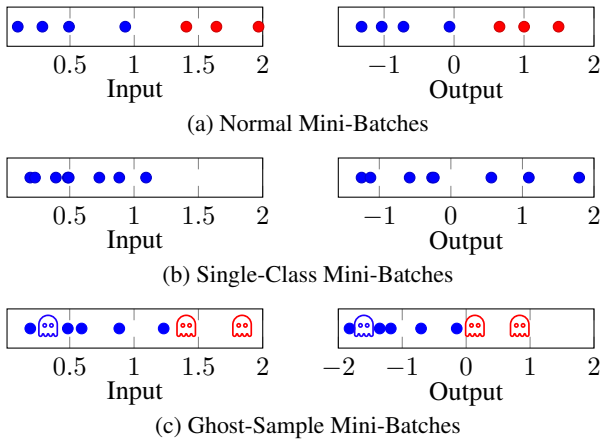 0.5 1 1.5 2 −1 0 1 2
Input Output
(a) Normal Mini-Batches
0.5 1 1.5 2 −1 0 1 2
Input Output
(b) Single-Class Mini-Batches
0.5 1 1.5 2 −2 −1 0 1 2
Input Output
(c) Ghost-Sample Mini-Batches